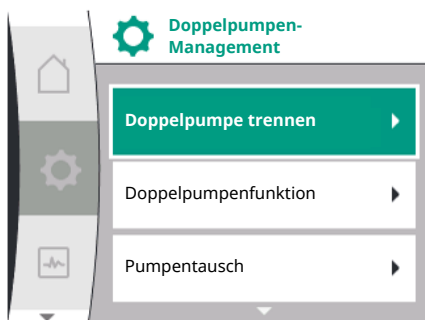 Doppelpumpen-
Management
Doppelpumpe trennen
Doppelpumpenfunktion
Pumpentausch